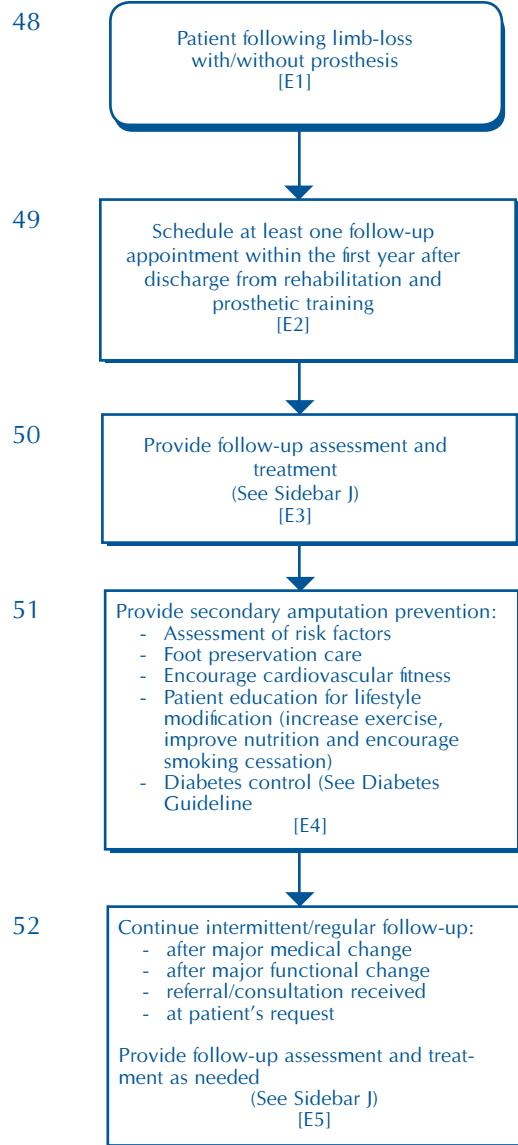 48
Patient following limb-loss
with/without prosthesis
[E1]
49
Schedule at least one follow-up
appointment within the first year after
discharge from rehabilitation and
prosthetic training
[E2]
50
Provide follow-up assessment and
treatment
(See Sidebar J)
[E3]
51
Provide secondary amputation prevention:
- Assessment of risk factors
- Foot preservation care
- Encourage cardiovascular fitness
- Patient education for lifestyle
modification (increase exercise,
improve nutrition and encourage
smoking cessation)
- Diabetes control (See Diabetes
Guideline
[E4]
52
Continue intermittent/regular follow-up:
- after major medical change
- after major functional change
- referral/consultation received
- at patient's request
Provide follow-up assessment and treat-
ment as needed
(See Sidebar J)
[E5]